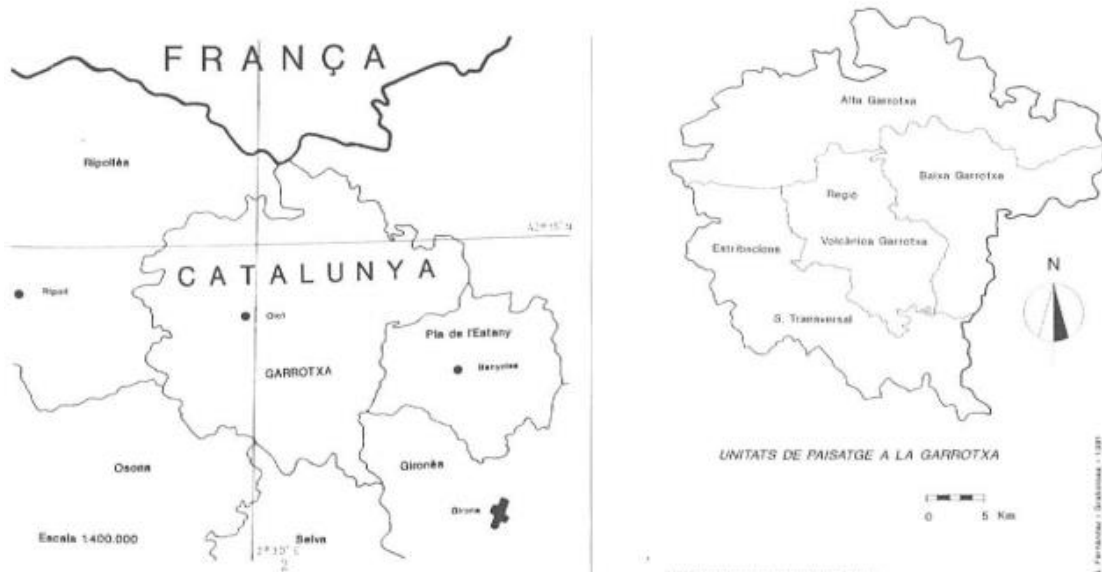 FRANÇA
Ripollès
CATALUNYA
Ripoll
Olot
Pla de l'Estany
Banyoles
GARROTXA
Osona
Gironès
Girona
Escala 1:400.000
Selva
2
Alta Garrotxa
Baixa Garrotxa
Regió
Volcànica Garrotxa
Estribacions
S. Transversal
N
UNITATS DE PAISATGE A LA GARROTXA
0 5 Km